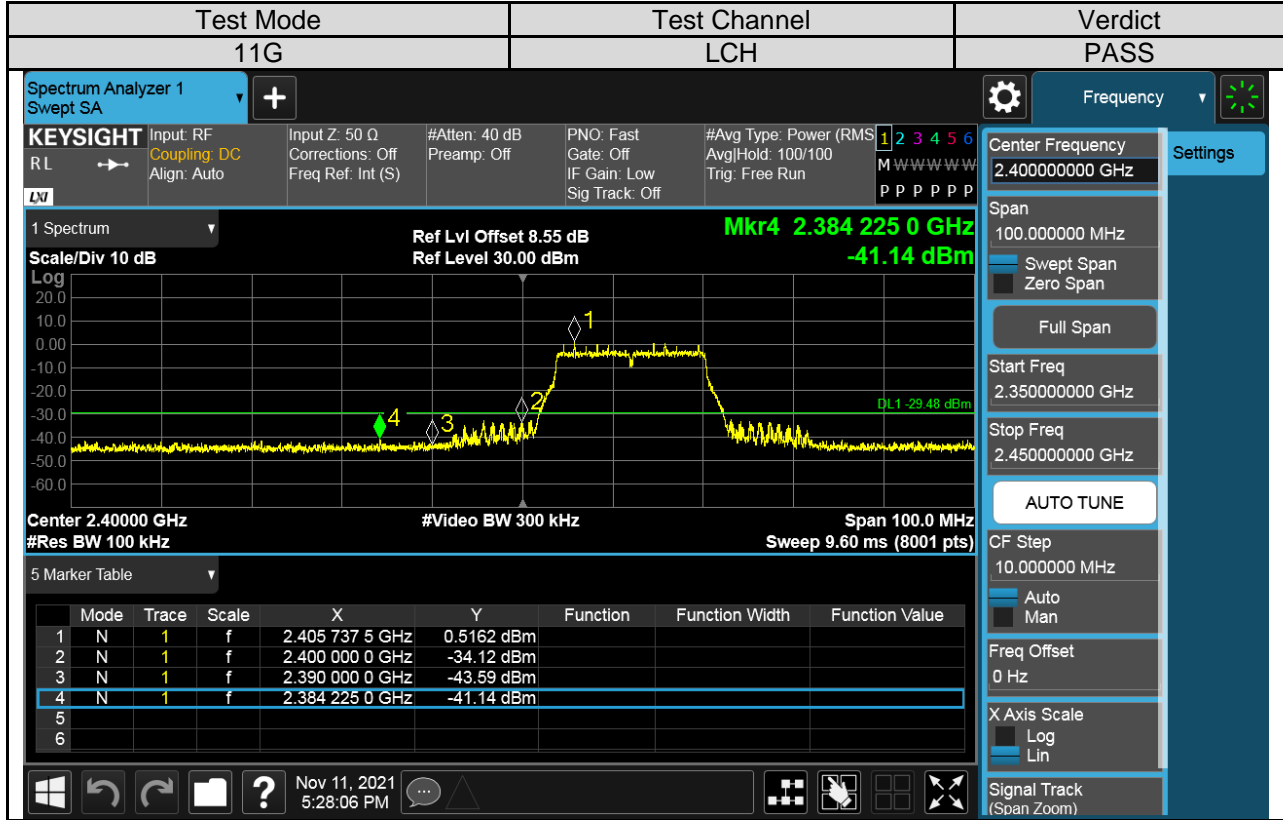 Test Mode Test Channel Verdict
11G LCH PASS
Spectrum Analyzer 1
Swept SA
+
Frequency
KEYSIGHT Input: RF Input Z: 50 Ω #Atten: 40 dB PNO: Fast #Avg Type: Power (RMS 1 2 3 4 5 6
RL Coupling: DC Corrections: Off Preamp: Off Gate: Off Avg|Hold: 100/100 M W W W W W
Align: Auto Freq Ref: Int (S) IF Gain: Low Trig: Free Run
LXI Sig Track: Off P P P P P P
1 Spectrum Ref Lvl Offset 8.55 dB Mkr4 2.384 225 0 GHz
Scale/Div 10 dB Ref Level 30.00 dBm -41.14 dBm
Log
20.0
10.0
0.00
-10.0
-20.0
-30.0
-40.0
-50.0
-60.0
1
2
3
4
DL1 -29.48 dBm
Center 2.40000 GHz #Video BW 300 kHz Span 100.0 MHz
#Res BW 100 kHz Sweep 9.60 ms (8001 pts)
5 Marker Table
Mode Trace Scale X Y Function Function Width Function Value
1 N 1 f 2.405 737 5 GHz 0.5162 dBm
2 N 1 f 2.400 000 0 GHz -34.12 dBm
3 N 1 f 2.390 000 0 GHz -43.59 dBm
4 N 1 f 2.384 225 0 GHz -41.14 dBm
5
6
? Nov 11, 2021
5:28:06 PM
Center Frequency
2.400000000 GHz
Settings
Span
100.000000 MHz
Swept Span
Zero Span
Full Span
Start Freq
2.350000000 GHz
Stop Freq
2.450000000 GHz
AUTO TUNE
CF Step
10.000000 MHz
Auto
Man
Freq Offset
0 Hz
X Axis Scale
Log
Lin
Signal Track
(Span Zoom)